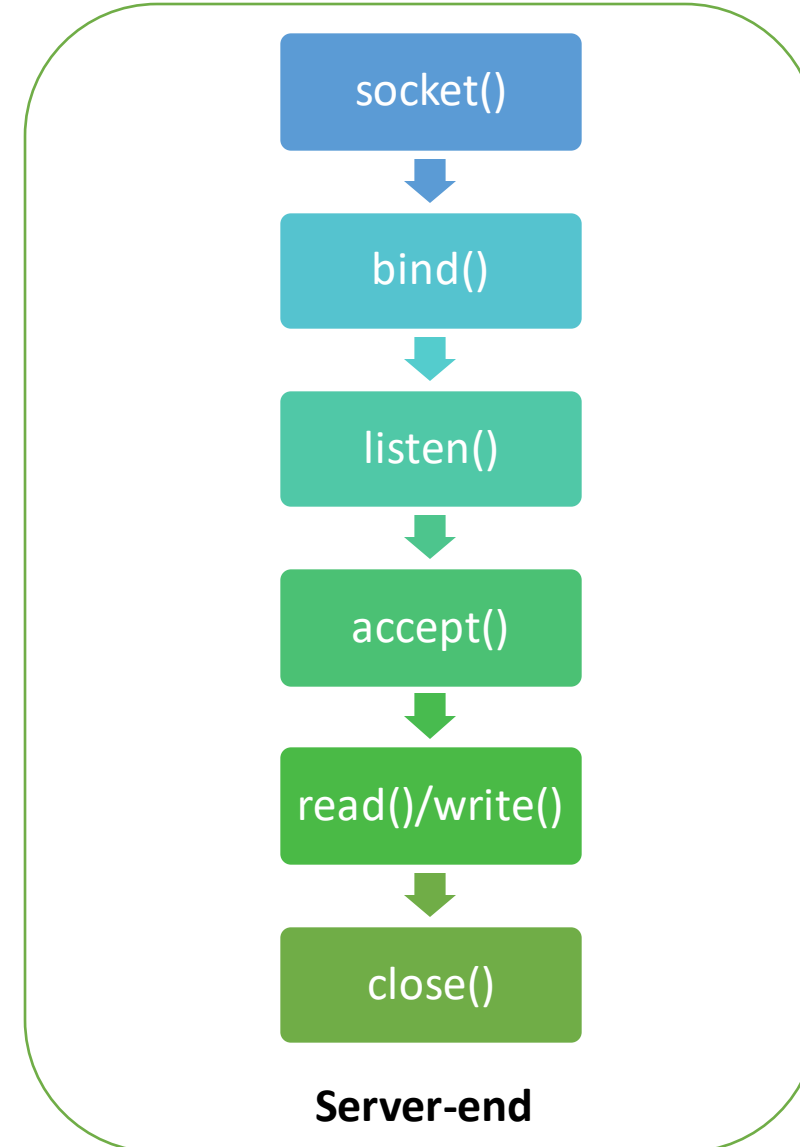 socket()
bind()
listen()
accept()
read()/write()
close()
Server-end